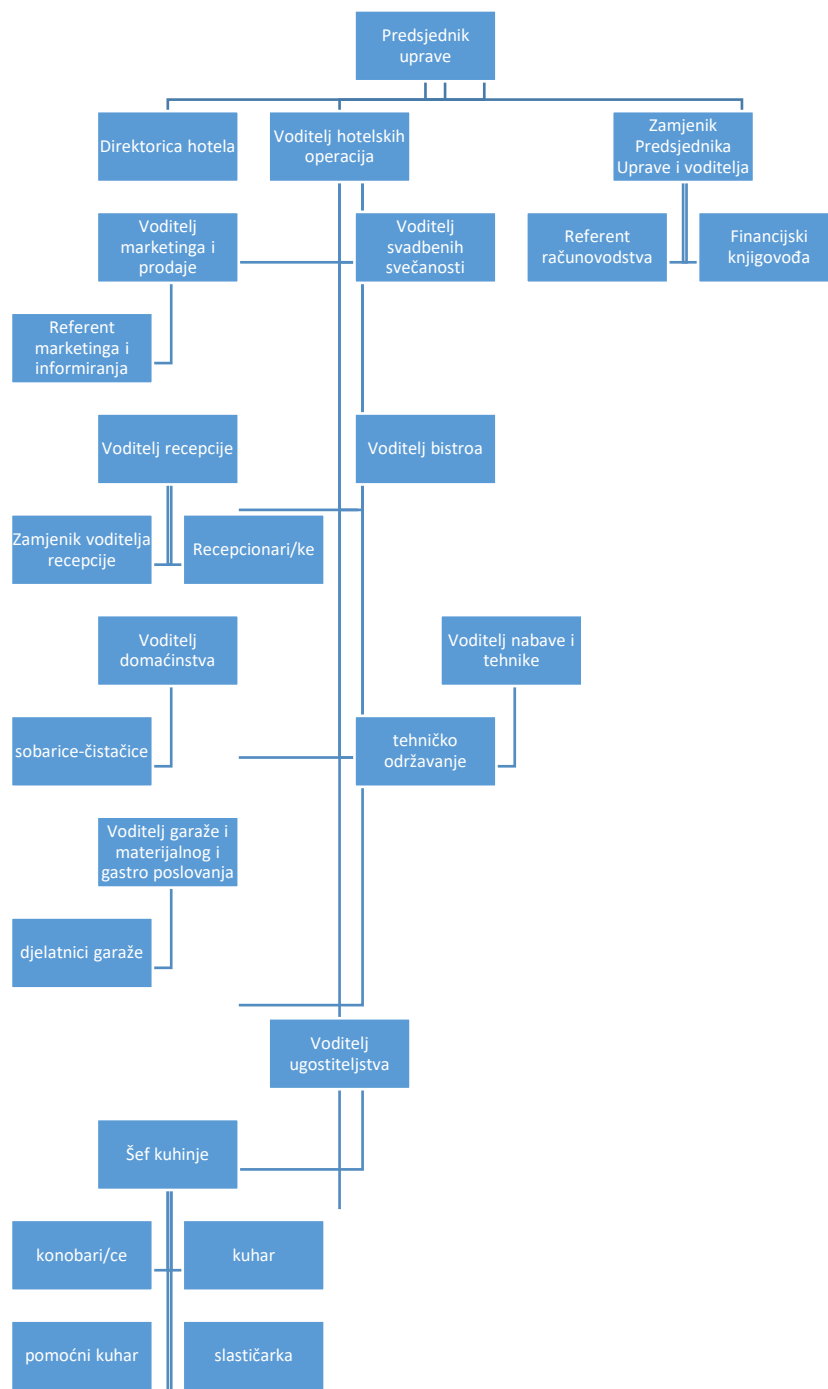 Predsjednik
uprave
Direktorica hotela
Voditelj hotelskih
operacija
Zamjenik
Predsjednika
Uprave i voditelja
Voditelj
marketinga i
prodaje
Voditelj
svadbenih
svečanosti
Referent
računovodstva
Financijski
knjigovođa
Referent
marketinga i
informiranja
Voditelj recepcije
Voditelj bistroa
Zamjenik voditelja
recepcije
Recepcionari/ke
Voditelj
domaćinstva
Voditelj nabave i
tehnike
sobarice-čistačice
tehničko
održavanje
Voditelj garaže i
materijalnog i
gastro poslovanja
djelatnici garaže
Voditelj
ugostiteljstva
Šef kuhinje
konobari/ce
kuhar
pomoćni kuhar
slastičarka